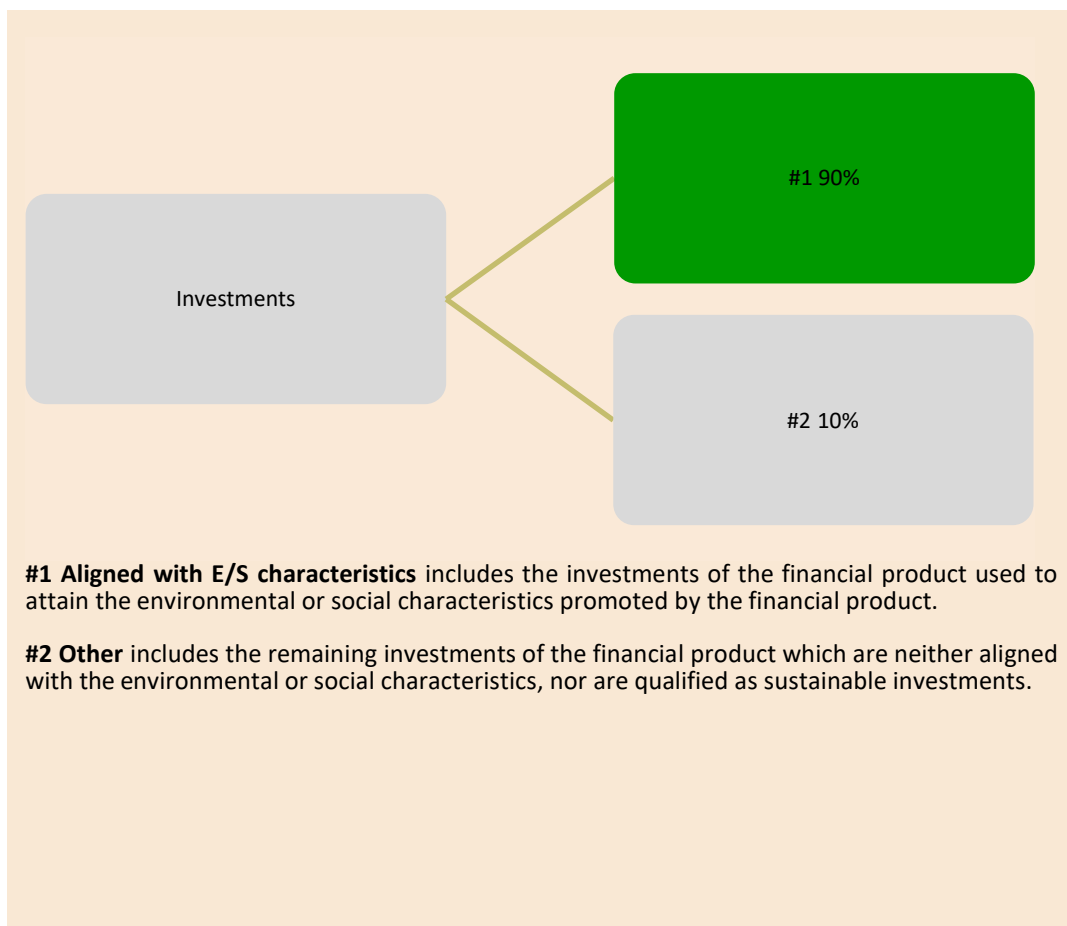 #1 90%
Investments
#2 10%
#1 Aligned with E/S characteristics includes the investments of the financial product used to
attain the environmental or social characteristics promoted by the financial product.
#2 Other includes the remaining investments of the financial product which are neither aligned
with the environmental or social characteristics, nor are qualified as sustainable investments.